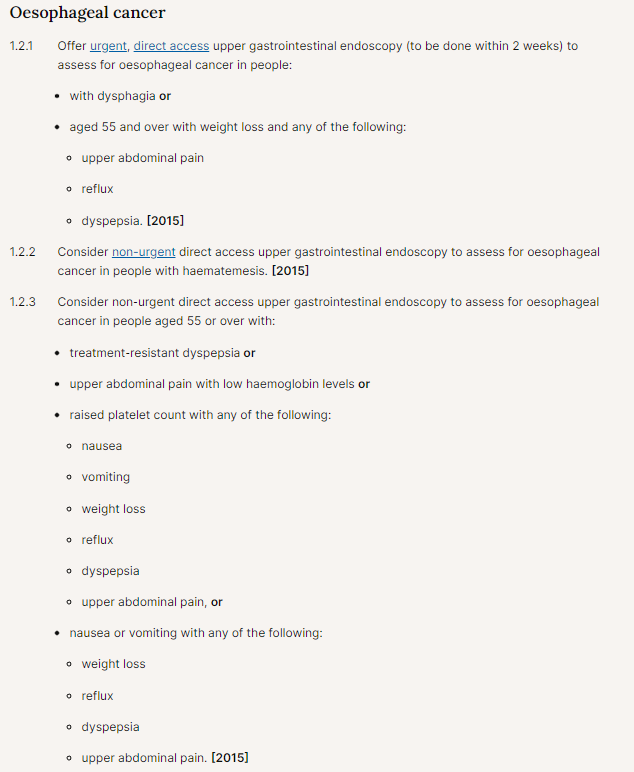 Oesophageal cancer
1.2.1 Offer urgent, direct access upper gastrointestinal endoscopy (to be done within 2 weeks) to
assess for oesophageal cancer in people:
• with dysphagia or
• aged 55 and over with weight loss and any of the following:
◦ upper abdominal pain
◦ reflux
◦ dyspepsia. [2015]
1.2.2 Consider non-urgent direct access upper gastrointestinal endoscopy to assess for oesophageal
cancer in people with haematemesis. [2015]
1.2.3 Consider non-urgent direct access upper gastrointestinal endoscopy to assess for oesophageal
cancer in people aged 55 or over with:
• treatment-resistant dyspepsia or
• upper abdominal pain with low haemoglobin levels or
• raised platelet count with any of the following:
◦ nausea
◦ vomiting
◦ weight loss
◦ reflux
◦ dyspepsia
◦ upper abdominal pain, or
• nausea or vomiting with any of the following:
◦ weight loss
◦ reflux
◦ dyspepsia
◦ upper abdominal pain. [2015]